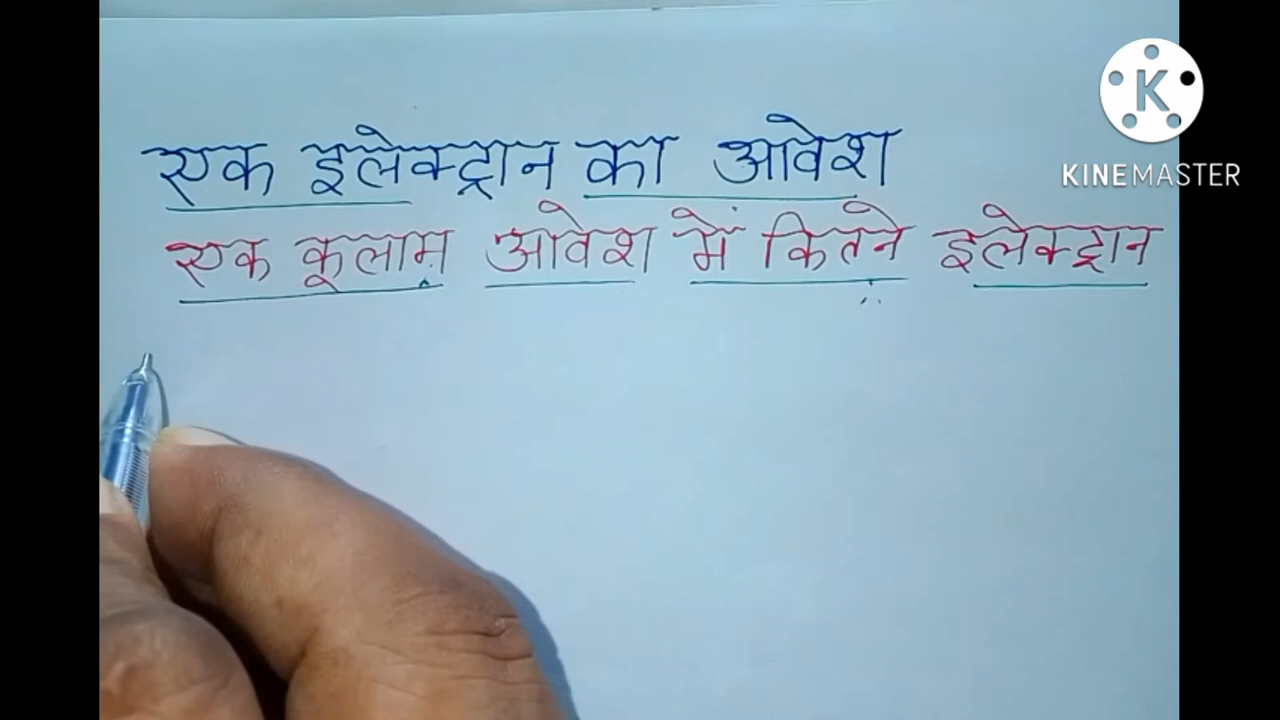 एक इलेक्ट्रान का आवेश
एक कूलाम आवेश में कितने इलेक्ट्रान
KINEMASTER